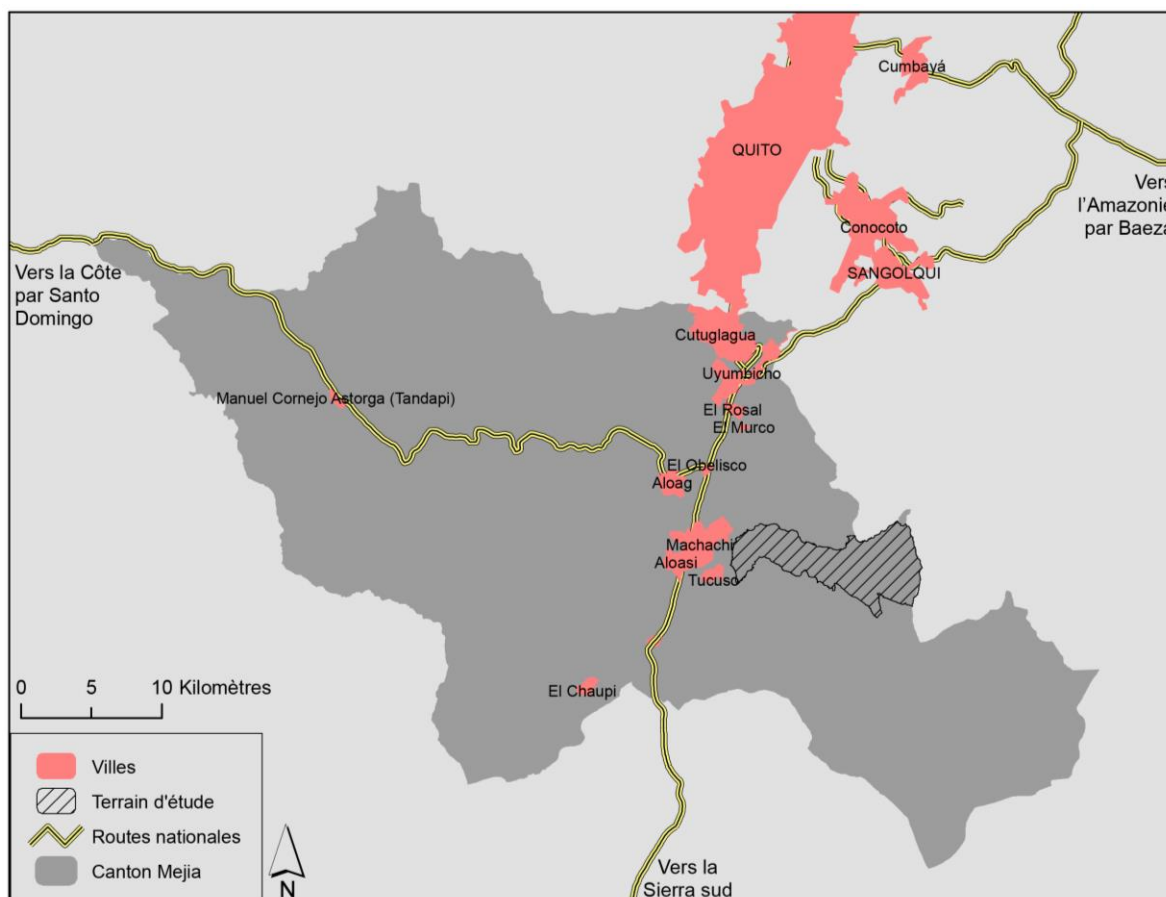 Cumbayá
QUITO
Vers
l'Amazonie
par Baeza
Conocoto
SANGOLQUI
Vers la Côte
par Santo
Domingo
Cutuglagua
Uyumbicho
Manuel Cornejo Astorga (Tandapi)
El Rosal
El Murco
El Obelisco
Aloag
Machachi
Aloasi
Tucuso
El Chaupi
0 5 10 Kilomètres
Villes
Terrain d'étude
Routes nationales
Canton Mejia
N
Vers la
Sierra sud